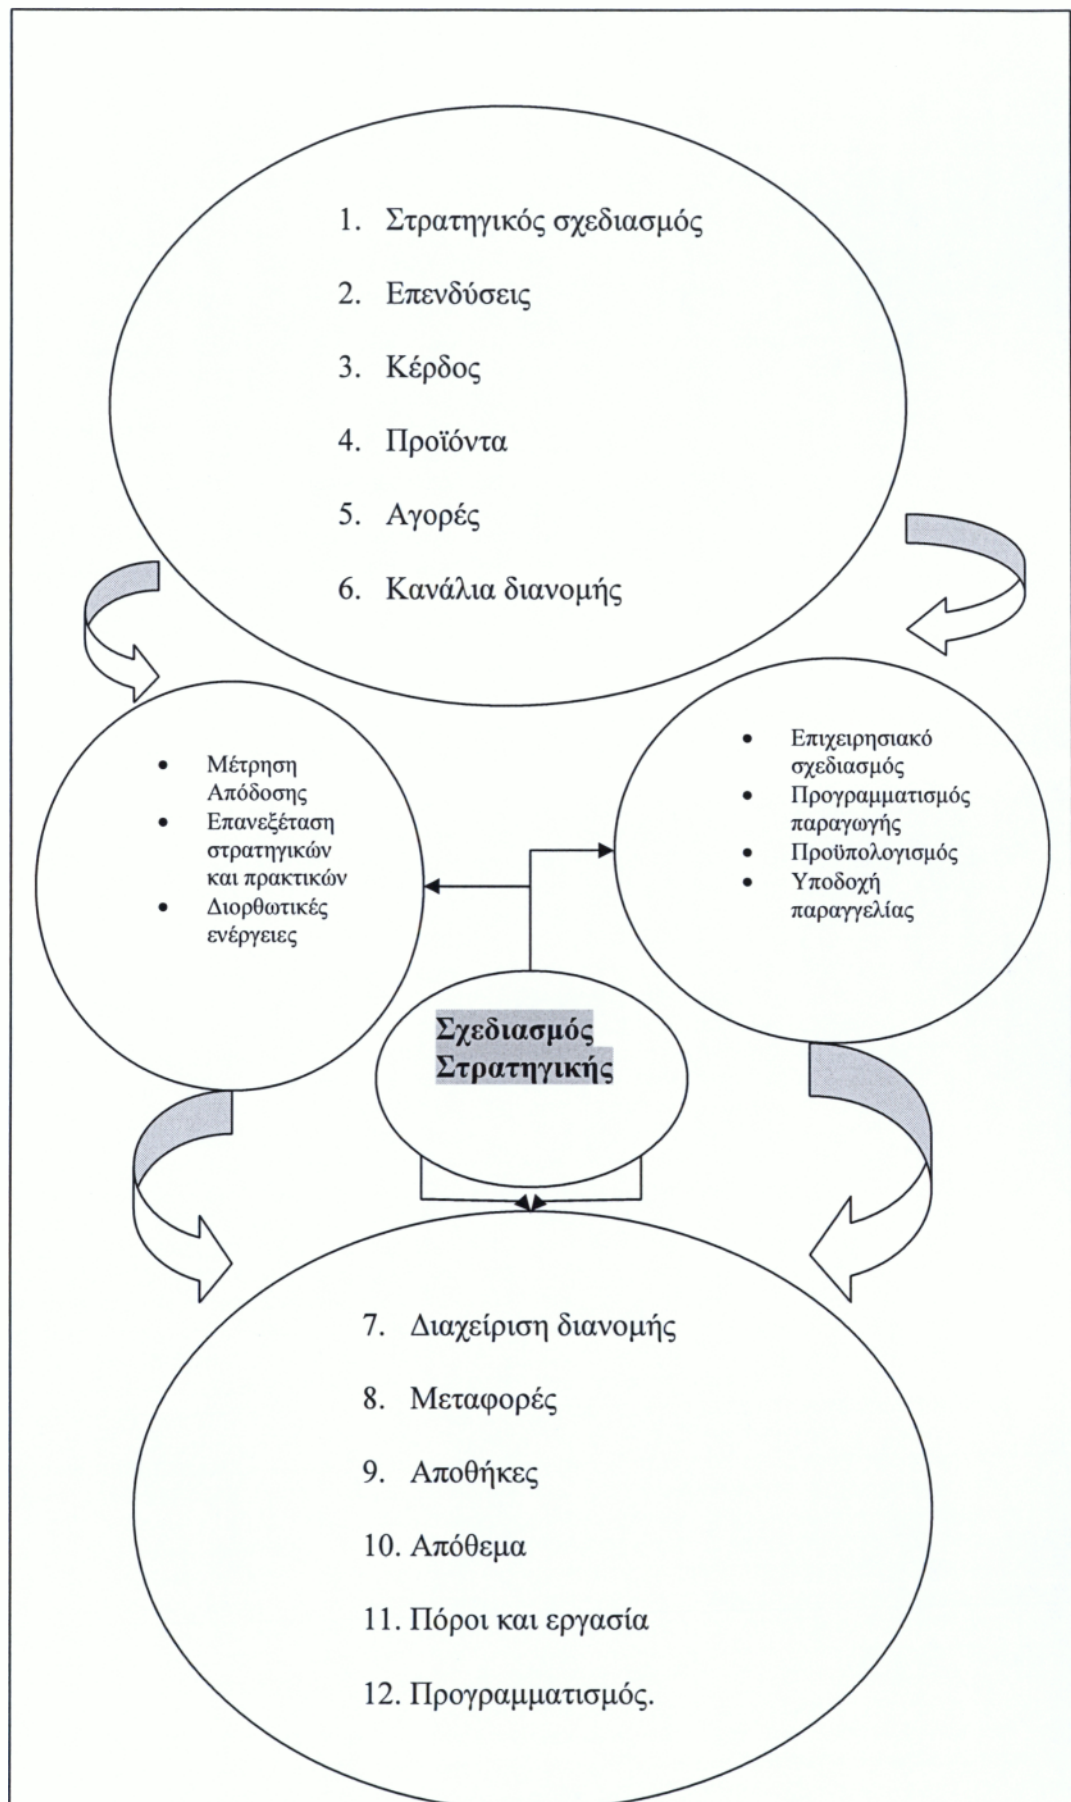 1. Στρατηγικός σχεδιασμός
2. Επενδύσεις
3. Κέρδος
4. Προϊόντα
5. Αγορές
6. Κανάλια διανομής
• Μέτρηση
Απόδοσης
• Επανεξέταση
στρατηγικών
και πρακτικών
• Διορθωτικές
ενέργειες
• Επιχειρησιακό
σχεδιασμός
• Προγραμματισμός
παραγωγής
• Προϋπολογισμός
• Υποδοχή
παραγγελίας
Σχεδιασμός
Στρατηγικής
7. Διαχείριση διανομής
8. Μεταφορές
9. Αποθήκες
10. Απόθεμα
11. Πόροι και εργασία
12. Προγραμματισμός.